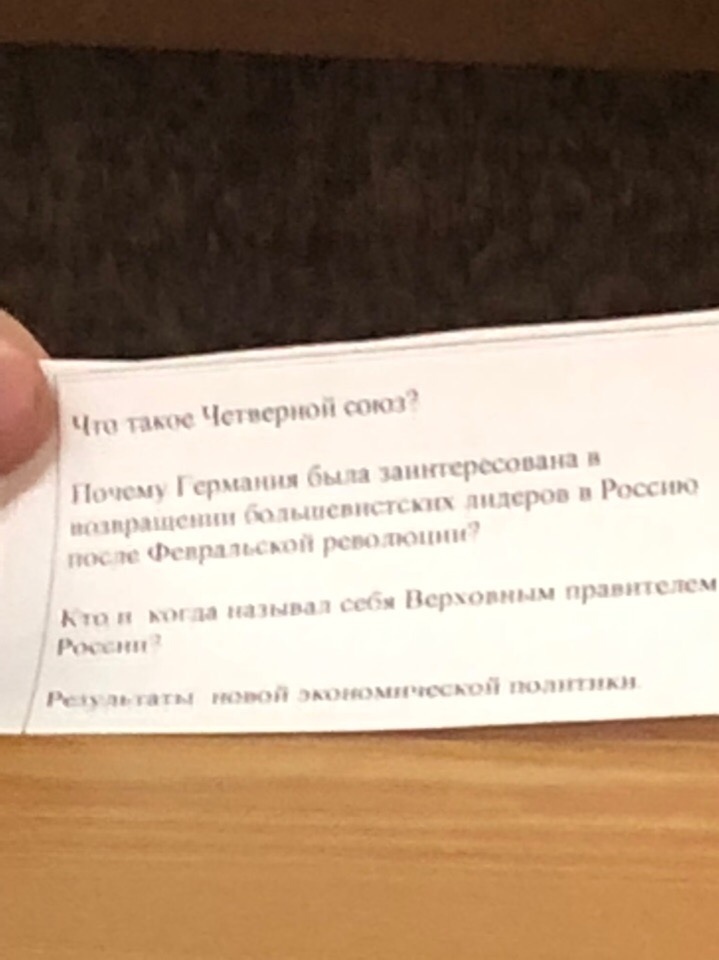 Что такое Четверной союз?
Почему Германия была заинтересована в
возвращении большевистских лидеров в Россию
после Февральской революции?
Кто и когда называл себя Верховным правителем
России?
Результаты новой экономической политики.